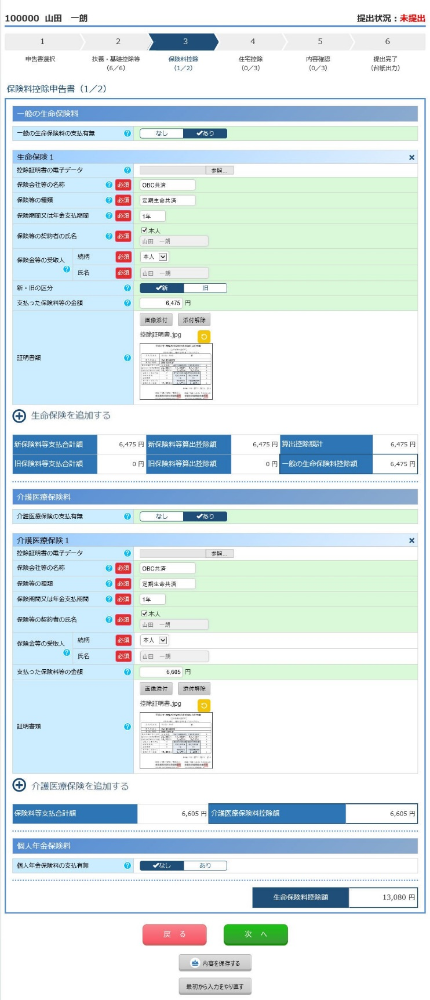 100000 山田　一朗
提出状況：未提出
1
2
3
4
5
6
申告書選択
扶養・基礎控除等
(6／6)
保険料控除
(1／2)
住宅控除
(0／3)
内容確認
(0／3)
提出完了
(台紙出力)
保険料控除申告書（1／2）
一般の生命保険料
一般の生命保険料の支払有無 ? なし ✔あり
生命保険１ ×
控除証明書の電子データ ? 参照...
保険会社等の名称 ? 必須 OBC共済
保険等の種類 ? 必須 定期生命共済
保険期間又は年金支払期間 ? 必須 1年
保険等の契約者の氏名 ? 必須 本人
山田　一朗
保険金等の受取人 ? 続柄 必須 本人
氏名 必須 山田　一朗
新・旧の区分 ? ✔新 旧
支払った保険料等の金額 ? 6,475 円
画像添付 添付解除
控除証明書.jpg
証明書類 ?
生命保険を追加する
新保険料等支払合計額 6,475 円 新保険料等算出控除額 6,475 円 算出控除額計 6,475 円
旧保険料等支払合計額 0 円 旧保険料等算出控除額 0 円 一般の生命保険料控除額 6,475 円
介護医療保険料
介護医療保険の支払有無 ? なし ✔あり
介護医療保険１ ×
控除証明書の電子データ ? 参照...
保険会社等の名称 ? 必須 OBC共済
保険等の種類 ? 必須 定期生命共済
保険期間又は年金支払期間 ? 必須 1年
保険等の契約者の氏名 ? 必須 本人
山田　一朗
保険金等の受取人 ? 続柄 必須 本人
氏名 必須 山田　一朗
支払った保険料等の金額 ? 6,605 円
画像添付 添付解除
控除証明書.jpg
証明書類 ?
介護医療保険を追加する
保険料等支払合計額 6,605 円 介護医療保険料控除額 6,605 円
個人年金保険料
個人年金保険料の支払有無 ? ✔なし あり
生命保険料控除額 13,080 円
戻　る
次　へ
内容を保存する
最初から入力をやり直す